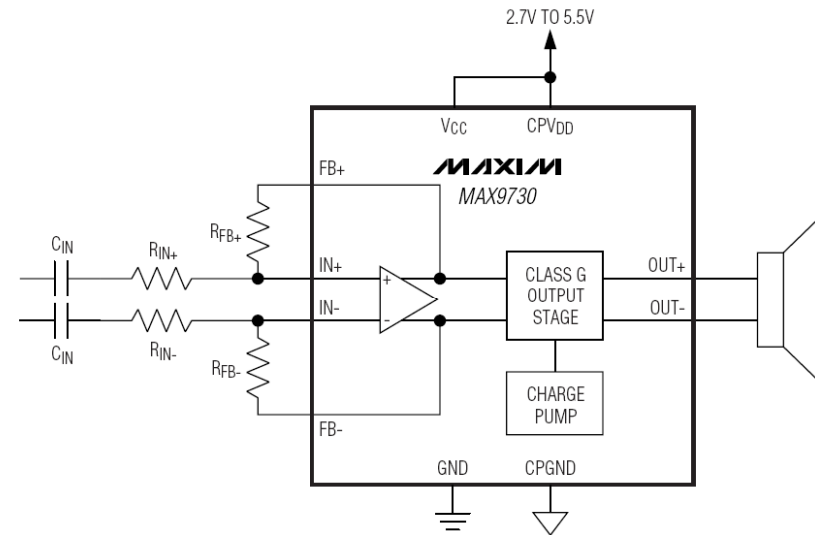 2.7V TO 5.5V
VCC
CPVDD
MAXIM
MAX9730
FB+
RFB+
CIN
RIN+
IN+
+
CLASS G
OUTPUT
STAGE
OUT+
IN-
-
OUT-
CIN
RIN-
RFB-
CHARGE
PUMP
FB-
GND
CPGND